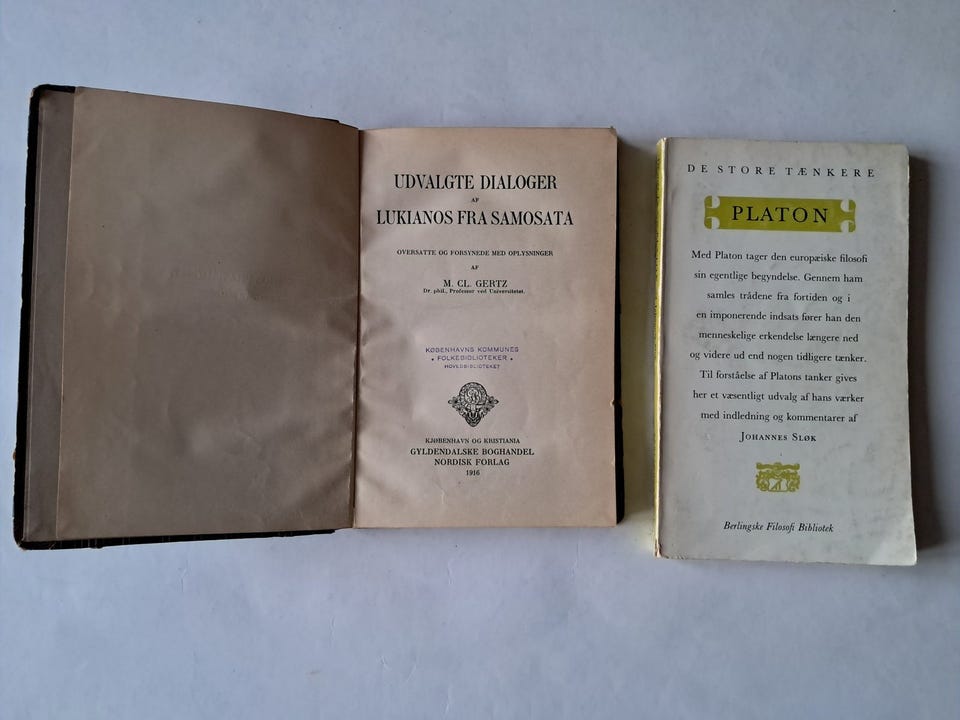 UDVALGTE DIALOGER
AF
LUKIANOS FRA SAMOSATA
OVERSATTE OG FORSYNEDE MED OPLYSNINGER
AF
M. CL. GERTZ
Dr. phil., Professor ved Universitetet.
KØBENHAVNS KOMMUNES
• FOLKEBIBLIOTEKER •
HOVEDBIBLIOTEKET
KJØBENHAVN OG KRISTIANIA
GYLDENDALSKE BOGHANDEL
NORDISK FORLAG
1916
DE STORE TÆNKERE
PLATON
Med Platon tager den europæiske filosofi
sin egentlige begyndelse. Gennem ham
samles trådene fra fortiden og i
en imponerende indsats fører han den
menneskelige erkendelse længere ned
og videre ud end nogen tidligere tænker.
Til forståelse af Platons tanker gives
her et væsentligt udvalg af hans værker
med indledning og kommentarer af
JOHANNES SLØK
Berlingske Filosofi Bibliotek